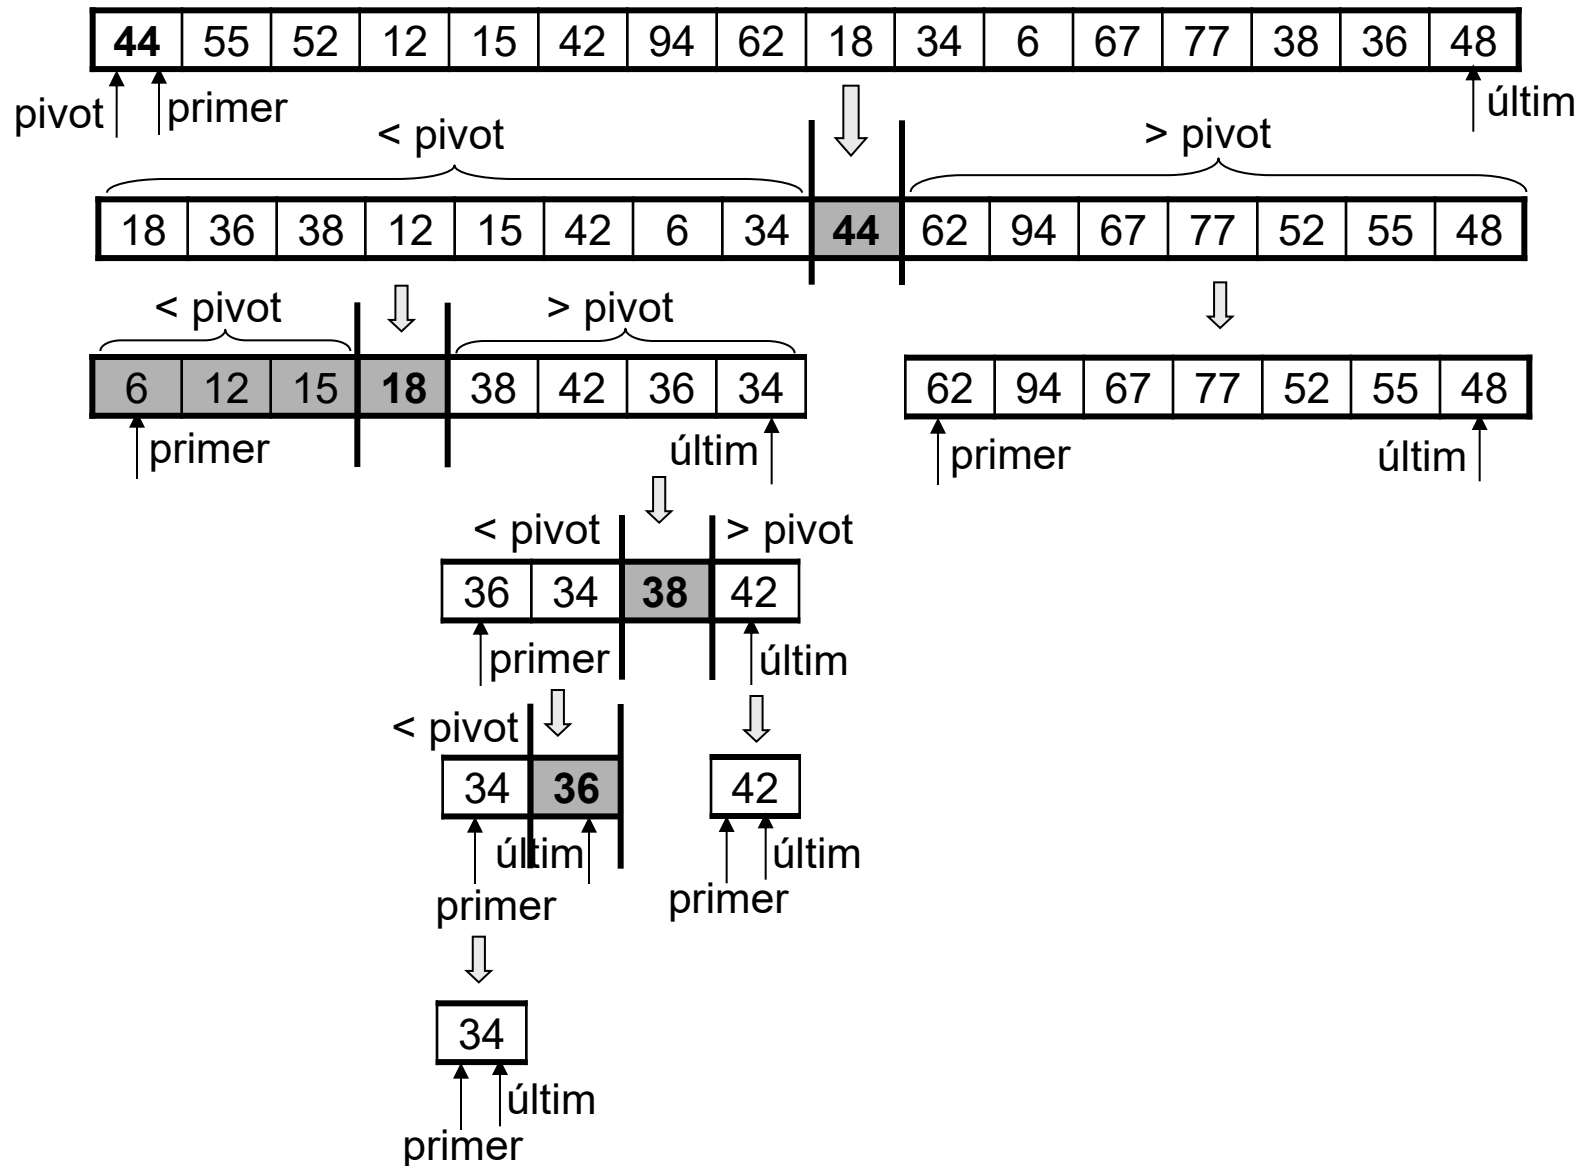 44 55 52 12 15 42 94 62 18 34 6 67 77 38 36 48
pivot primer últim
< pivot > pivot
18 36 38 12 15 42 6 34 44 62 94 67 77 52 55 48
< pivot > pivot
6 12 15 18 38 42 36 34 62 94 67 77 52 55 48
primer últim primer últim
< pivot > pivot
36 34 38 42
primer últim
< pivot
34 36 42
últim últim
primer primer
34
últim
primer